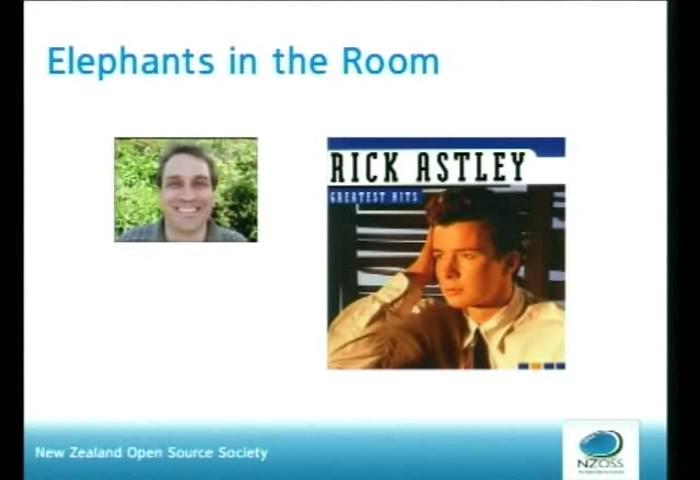 Elephants in the Room
RICK ASTLEY
GREATEST HITS
New Zealand Open Source Society
NZOSS